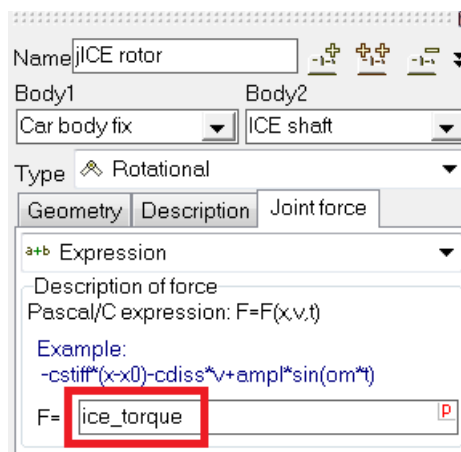 Name jICE rotor
Body1 Body2
Car body fix ICE shaft
Type Rotational
Geometry Description Joint force
a+b Expression
Description of force
Pascal/C expression: F=F(x,v,t)
Example:
-cstiff*(x-x0)-cdiss*v+ampl*sin(om*t)
F= ice_torque P